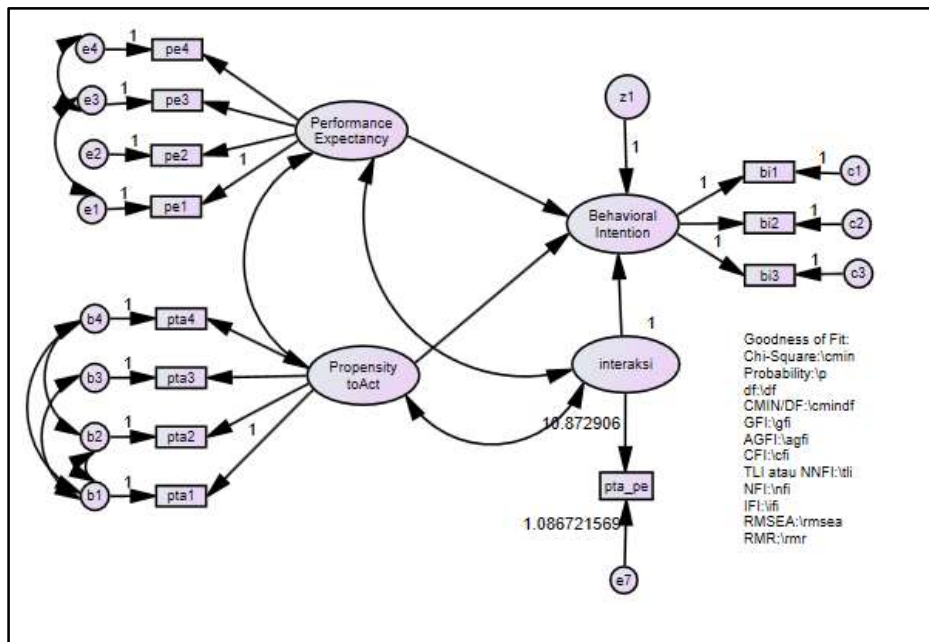 e4
1
pe4
e3
1
pe3
e2
1
pe2
e1
1
pe1
1
Performance
Expectancy
z1
1
Behavioral
Intention
1
bi1
1
c1
bi2
1
c2
1
bi3
1
c3
b4
1
pta4
b3
1
pta3
b2
1
pta2
b1
1
pta1
1
Propensity
toAct
1
interaksi
10.872906
pta_pe
1.086721569
e7
Goodness of Fit:
Chi-Square:\cmin
Probability:\p
df:\df
CMIN/DF:\cmindf
GFI:\gfi
AGFI:\agfi
CFI:\cfi
TLI atau NNFI:\tli
NFI:\nfi
IFI:\ifi
RMSEA:\rmsea
RMR:\rmr